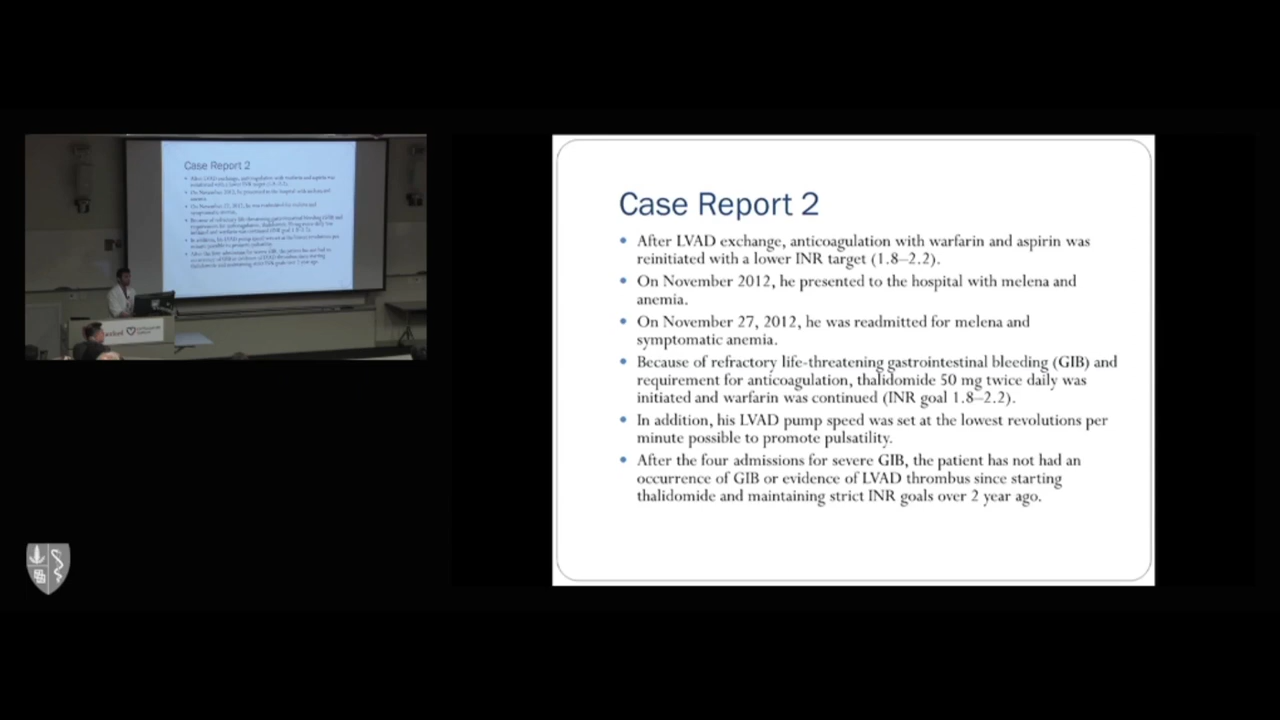 Case Report 2
After LVAD exchange, anticoagulation with warfarin and aspirin was
reinitiated with a lower INR target (1.8–2.2).
On November 2012, he presented to the hospital with melena and
anemia.
On November 27, 2012, he was readmitted for melena and
symptomatic anemia.
Because of refractory life-threatening gastrointestinal bleeding (GIB) and
requirement for anticoagulation, thalidomide 50 mg twice daily was
initiated and warfarin was continued (INR goal 1.8–2.2).
In addition, his LVAD pump speed was set at the lowest revolutions per
minute possible to promote pulsatility.
After the four admissions for severe GIB, the patient has not had an
occurrence of GIB or evidence of LVAD thrombus since starting
thalidomide and maintaining strict INR goals over 2 year ago.
Case Report 2